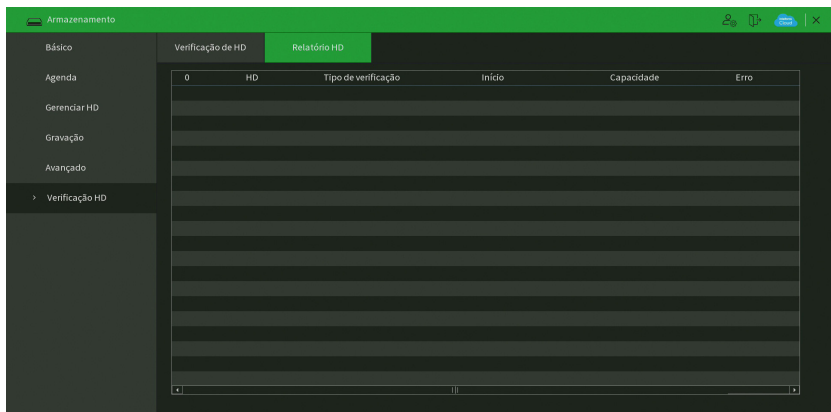 Armazenamento
Básico
Verificação de HD
Relatório HD
Agenda
0 HD Tipo de verificação Início Capacidade Erro
Gerenciar HD
Gravação
Avançado
> Verificação HD